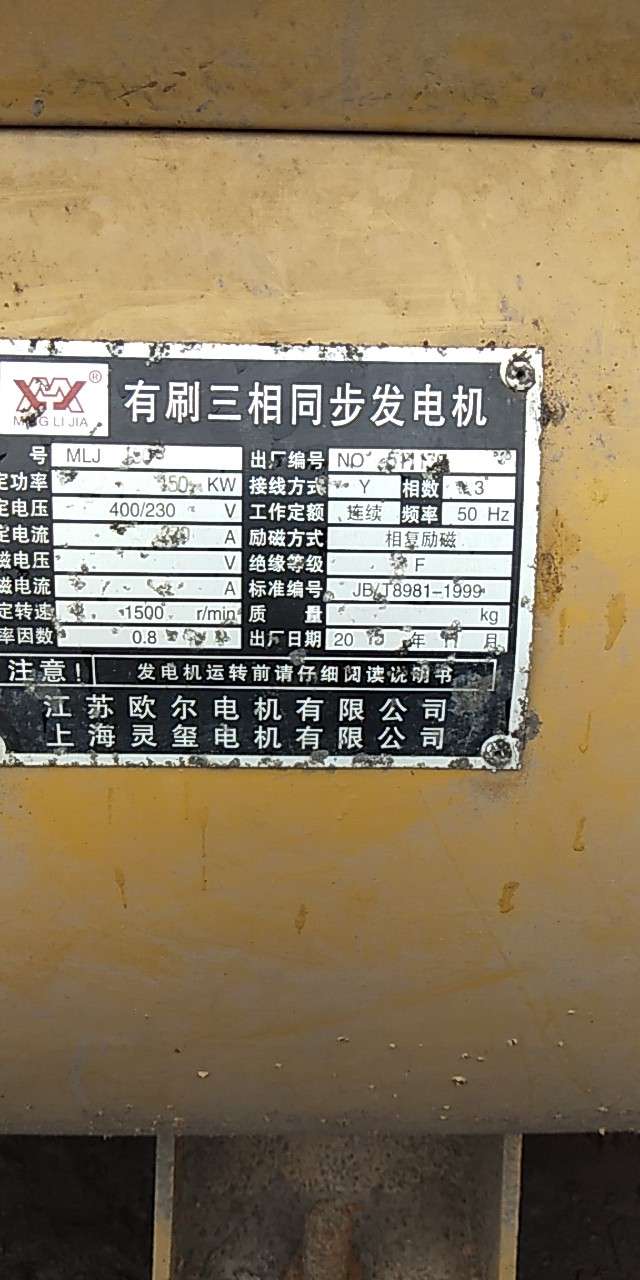 ® 有刷三相同步发电机
MLJ
号 MLJ 出厂编号 NO
定功率 150 KW 接线方式 Y 相数 3
定电压 400/230 V 工作定额 连续 频率 50 Hz
定电流 A 励磁方式 相复励磁
磁电压 V 绝缘等级 F
磁电流 A 标准编号 JB/T8981-1999
定转速 1500 r/min 质量 kg
率因数 0.8 出厂日期 20 年 11 月
注意! 发电机运转前请仔细阅读说明书
江苏欧尔电机有限公司
上海灵玺电机有限公司